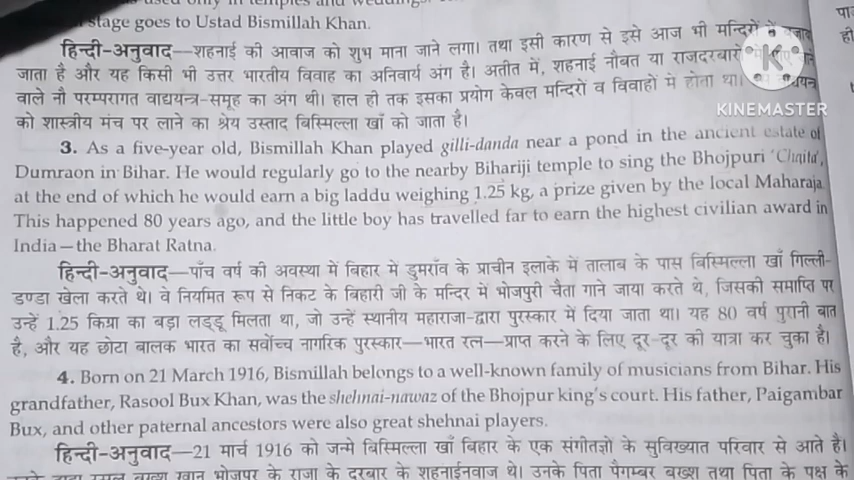 only in temples and
stage goes to Ustad Bismillah Khan.
हिन्दी-अनुवाद—शहनाई की आवाज को शुभ माना जाने लगा। तथा इसी कारण से इसे आज भी मन्दिरों में
जाता है और यह किसी भी उत्तर भारतीय विवाह का अनिवार्य अंग है। अतीत में, शहनाई नौबत या राजदरबारों में
वाले नौ परम्परागत वाद्ययन्त्र-समूह का अंग थी। हाल ही तक इसका प्रयोग केवल मन्दिरों व विवाहों में होता था।
को शास्त्रीय मंच पर लाने का श्रेय उस्ताद बिस्मिल्ला खाँ को जाता है।
3. As a five-year old, Bismillah Khan played gilli-danda near a pond in the ancient estate of
Dumraon in Bihar. He would regularly go to the nearby Bihariji temple to sing the Bhojpuri 'Chaita',
at the end of which he would earn a big laddu weighing 1.25 kg, a prize given by the local Maharaja.
This happened 80 years ago, and the little boy has travelled far to earn the highest civilian award in
India—the Bharat Ratna.
हिन्दी-अनुवाद—पाँच वर्ष की अवस्था में बिहार में डुमराँव के प्राचीन इलाके में तालाब के पास बिस्मिल्ला खाँ गिल्ली-
डण्डा खेला करते थे। वे नियमित रूप से निकट के बिहारी जी के मन्दिर में भोजपुरी चैता गाने जाया करते थे, जिसकी समाप्ति पर
उन्हें 1.25 किग्रा का बड़ा लड्डू मिलता था, जो उन्हें स्थानीय महाराजा-द्वारा पुरस्कार में दिया जाता था। यह 80 वर्ष पुरानी बात
है, और यह छोटा बालक भारत का सर्वोच्च नागरिक पुरस्कार—भारत रत्न—प्राप्त करने के लिए दूर-दूर की यात्रा कर चुका है।
4. Born on 21 March 1916, Bismillah belongs to a well-known family of musicians from Bihar. His
grandfather, Rasool Bux Khan, was the shehnai-nawaz of the Bhojpur king's court. His father, Paigambar
Bux, and other paternal ancestors were also great shehnai players.
हिन्दी-अनुवाद—21 मार्च 1916 को जन्मे बिस्मिल्ला खाँ बिहार के एक संगीतज्ञों के सुविख्यात परिवार से आते है।
भोजपुर के राजा के दरबार के शहनाईनवाज थे। उनके पिता पैगम्बर बख्श तथा पिता के पक्ष के
KINEMASTER